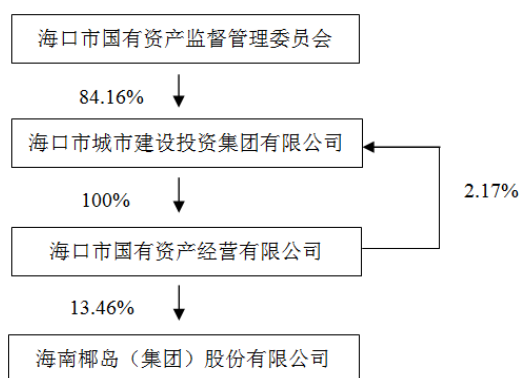 海口市国有资产监督管理委员会
84.16%
海口市城市建设投资集团有限公司
100%
2.17%
海口市国有资产经营有限公司
13.46%
海南椰岛（集团）股份有限公司